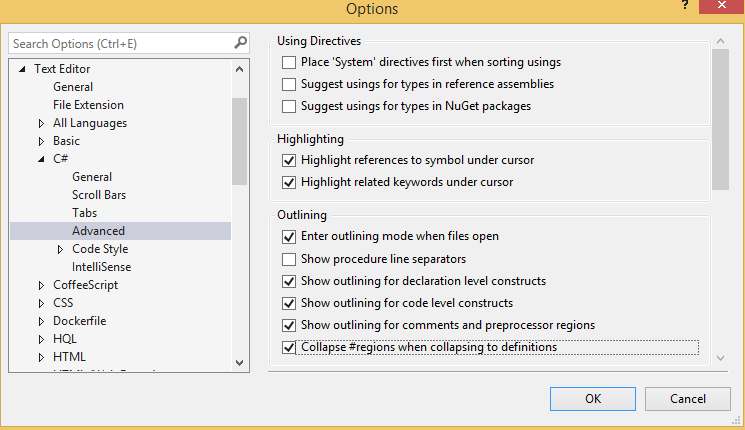 Options
?
Search Options (Ctrl+E)
Text Editor
General
File Extension
All Languages
Basic
C#
General
Scroll Bars
Tabs
Advanced
Code Style
IntelliSense
CoffeeScript
CSS
Dockerfile
HQL
HTML
Using Directives
Place 'System' directives first when sorting usings
Suggest usings for types in reference assemblies
Suggest usings for types in NuGet packages
Highlighting
Highlight references to symbol under cursor
Highlight related keywords under cursor
Outlining
Enter outlining mode when files open
Show procedure line separators
Show outlining for declaration level constructs
Show outlining for code level constructs
Show outlining for comments and preprocessor regions
Collapse #regions when collapsing to definitions
OK
Cancel